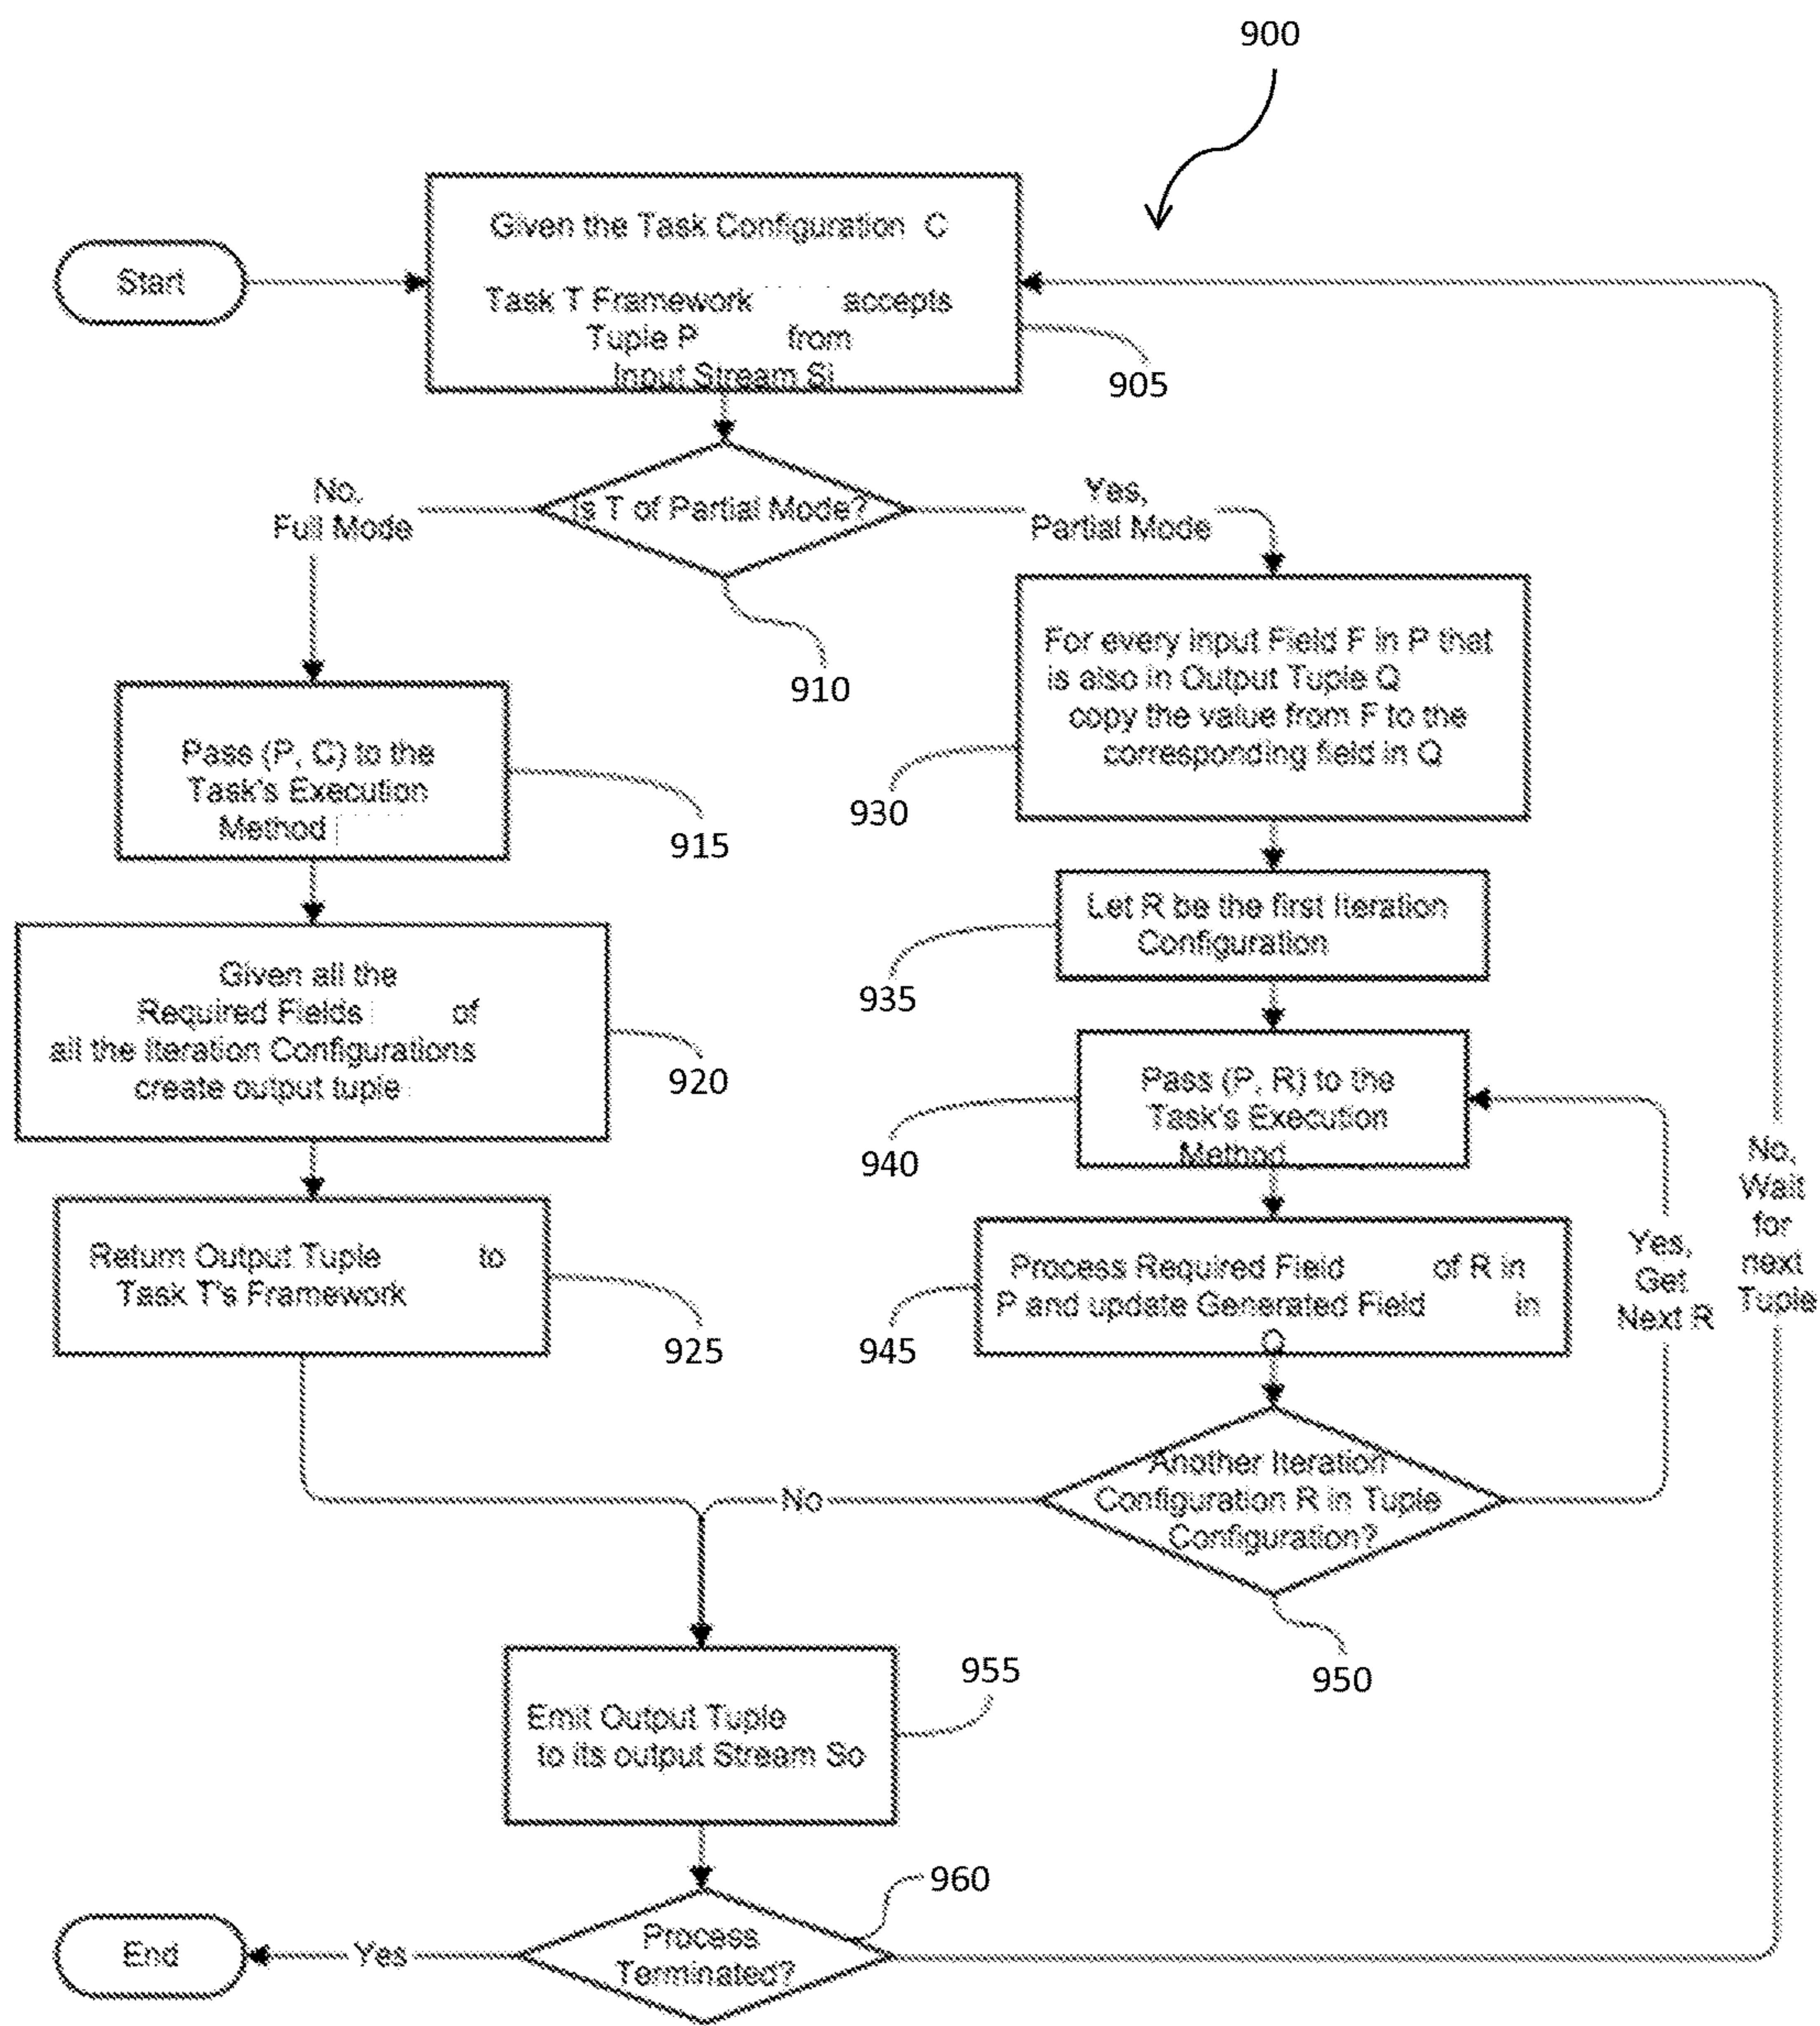 900
Start
Given the Task Configuration C
Task T Framework accepts
Tuple P from
Input Stream Si
905
Is T of Partial Mode?
910
No,
Full Mode
Yes,
Partial Mode
Pass (P, C) to the
Task's Execution
Method
915
Given all the
Required Fields of
all the Iteration Configurations
create output tuple
920
Return Output Tuple to
Task T's Framework
925
For every input Field F in P that
is also in Output Tuple Q
copy the value from F to the
corresponding field in Q
930
Let R be the first Iteration
Configuration
935
Pass (P, R) to the
Task's Execution
Method
940
Process Required Field of R in
P and update Generated Field in
Q
945
Another Iteration
Configuration R in Tuple
Configuration?
950
Yes,
Get
Next R
No
Emit Output Tuple
to its output Stream So
955
Process
Terminated?
960
Yes
End
No,
Wait
for
next
Tuple